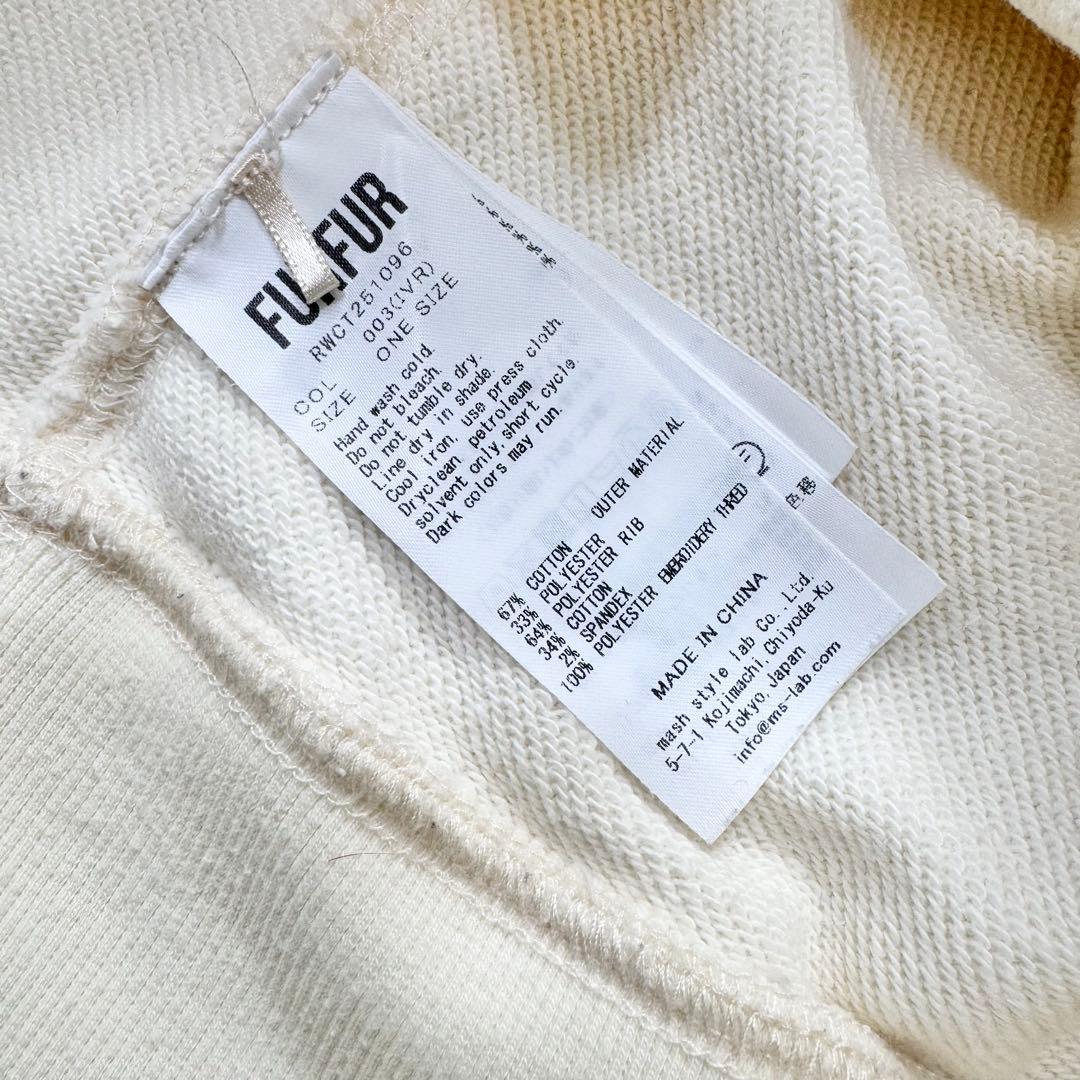 FURFUR
RWCT251096
COL 003(IVR)
SIZE ONE SIZE
Hand wash cold.
Do not bleach.
Do not tumble dry.
Line dry in shade.
Cool iron, use press cloth.
Dryclean, petroleum
solvent only,short cycle.
Dark colors may run.
OUTER MATERIAL
67% COTTON
33% POLYESTER
64% POLYESTER RIB
34% COTTON
2% SPANDEX
100% POLYESTER EMBROIDERY THRED
MADE IN CHINA
mash style lab Co.,Ltd.
5-7-1 Kojimachi,Chiyoda-Ku
Tokyo,Japan
info@ms-lab.com
色移